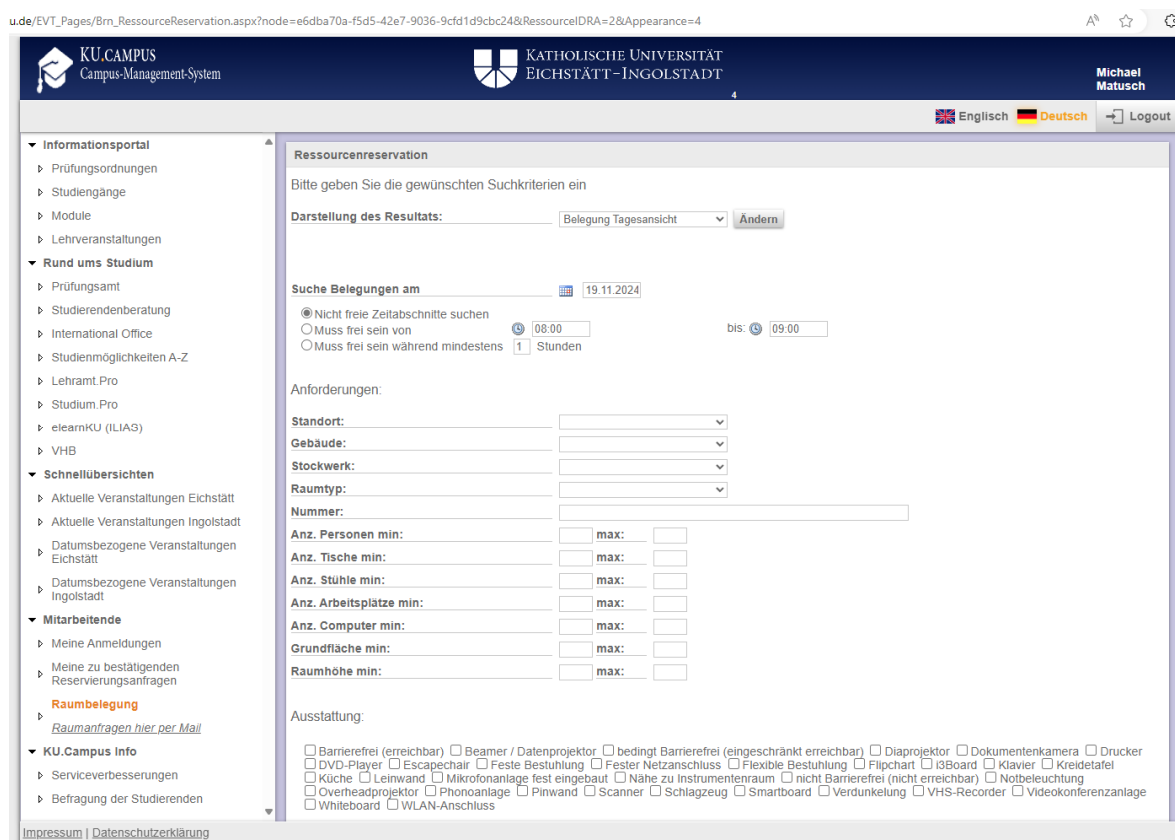 u.de/EVT_Pages/Brn_RessourceReservation.aspx?node=e6dba70a-f5d5-42e7-9036-9cfd1d9cbc24&RessourceIDRA=2&Appearance=4
KU.CAMPUS
Campus-Management-System
KATHOLISCHE UNIVERSITÄT
EICHSTÄTT-INGOLSTADT
4
Michael
Matusch
Englisch Deutsch Logout
Informationsportal
Prüfungsordnungen
Studiengänge
Module
Lehrveranstaltungen
Rund ums Studium
Prüfungsamt
Studierendenberatung
International Office
Studienmöglichkeiten A-Z
Lehramt.Pro
Studium.Pro
elearnKU (ILIAS)
VHB
Schnellübersichten
Aktuelle Veranstaltungen Eichstätt
Aktuelle Veranstaltungen Ingolstadt
Datumsbezogene Veranstaltungen
Eichstätt
Datumsbezogene Veranstaltungen
Ingolstadt
Mitarbeitende
Meine Anmeldungen
Meine zu bestätigenden
Reservierungsanfragen
Raumbelegung
Raumanfragen hier per Mail
KU.Campus Info
Serviceverbesserungen
Befragung der Studierenden
Ressourcenreservation
Bitte geben Sie die gewünschten Suchkriterien ein
Darstellung des Resultats: Belegung Tagesansicht Ändern
Suche Belegungen am 19.11.2024
Nicht freie Zeitabschnitte suchen
Muss frei sein von 08:00 bis: 09:00
Muss frei sein während mindestens 1 Stunden
Anforderungen:
Standort:
Gebäude:
Stockwerk:
Raumtyp:
Nummer:
Anz. Personen min: max:
Anz. Tische min: max:
Anz. Stühle min: max:
Anz. Arbeitsplätze min: max:
Anz. Computer min: max:
Grundfläche min: max:
Raumhöhe min: max:
Ausstattung:
Barrierefrei (erreichbar) Beamer / Datenprojektor bedingt Barrierefrei (eingeschränkt erreichbar) Diaprojektor Dokumentenkamera Drucker
DVD-Player Escapechair Feste Bestuhlung Fester Netzanschluss Flexible Bestuhlung Flipchart i3Board Klavier Kreidetafel
Küche Leinwand Mikrofonanlage fest eingebaut Nähe zu Instrumentenraum nicht Barrierefrei (nicht erreichbar) Notbeleuchtung
Overheadprojektor Phonoanlage Pinwand Scanner Schlagzeug Smartboard Verdunkelung VHS-Recorder Videokonferenzanlage
Whiteboard WLAN-Anschluss
Impressum | Datenschutzerklärung